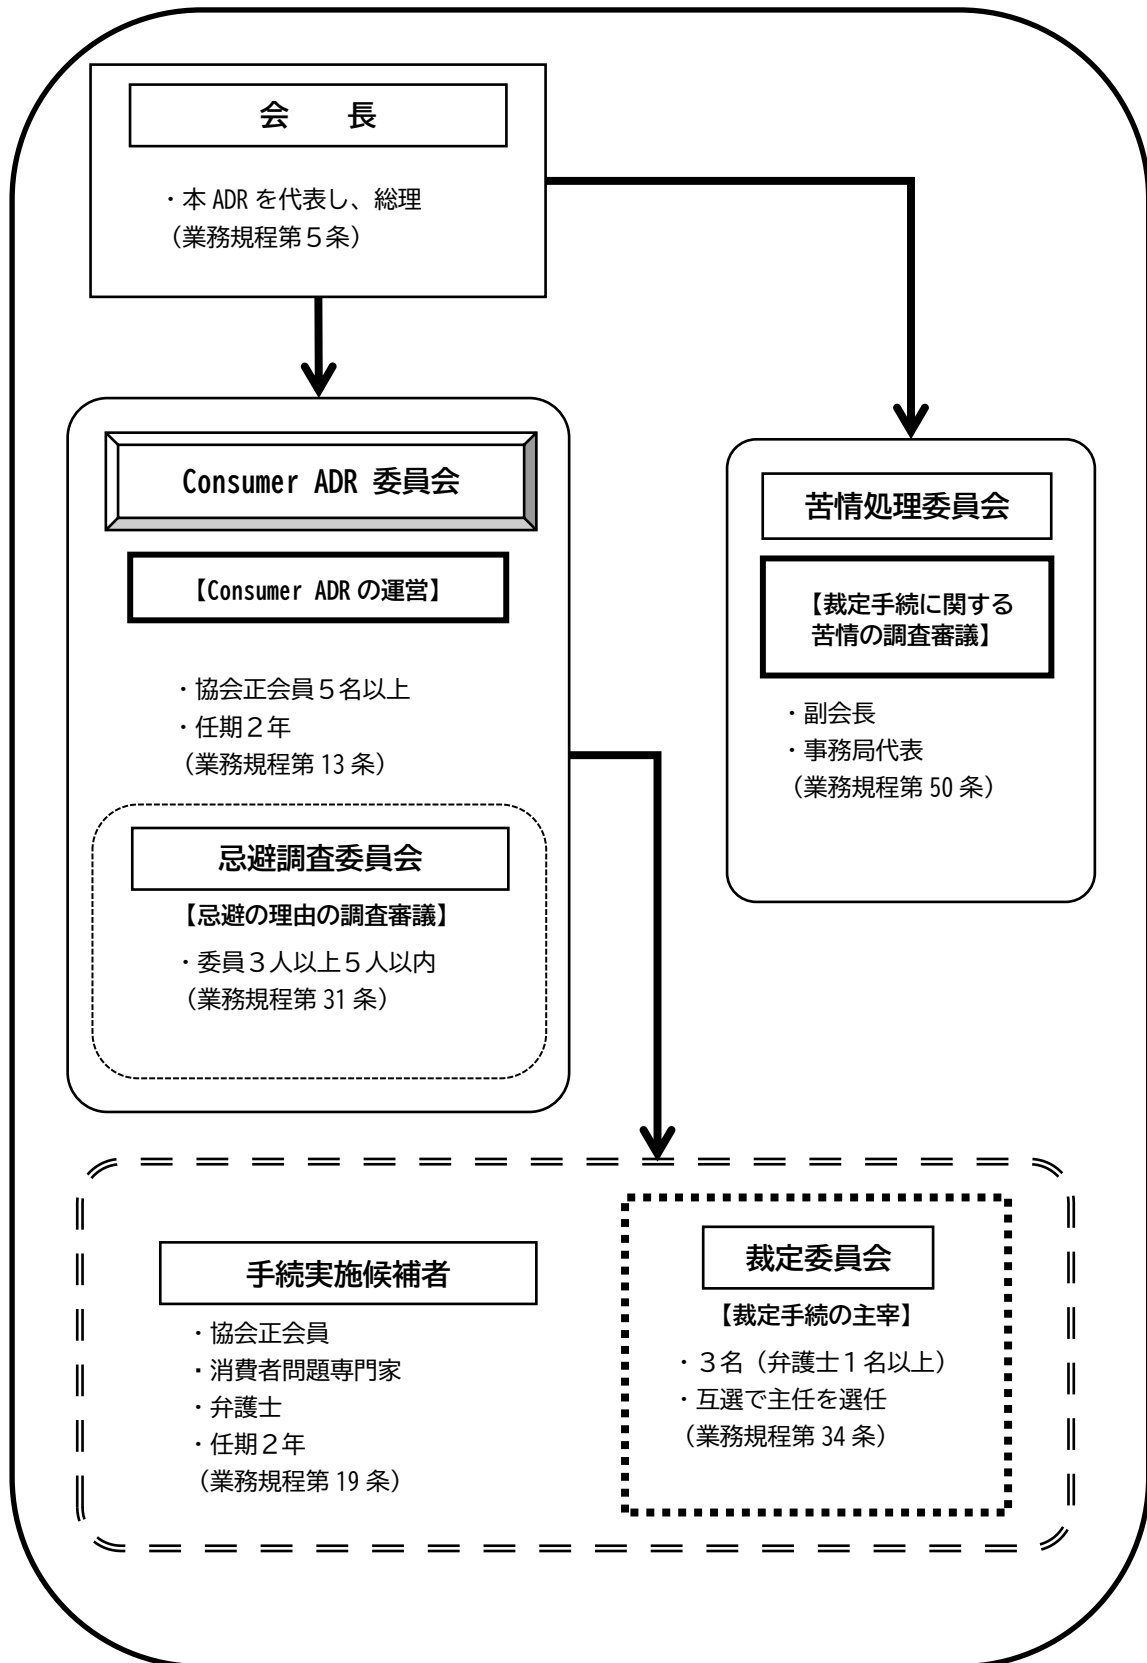 会　　長
・本 ADR を代表し、総理
（業務規程第５条）
Consumer ADR 委員会
【Consumer ADR の運営】
・協会正会員５名以上
・任期２年
（業務規程第 13 条）
忌避調査委員会
【忌避の理由の調査審議】
・委員３人以上５人以内
（業務規程第 31 条）
苦情処理委員会
【裁定手続に関する
苦情の調査審議】
・副会長
・事務局代表
（業務規程第 50 条）
手続実施候補者
・協会正会員
・消費者問題専門家
・弁護士
・任期２年
（業務規程第 19 条）
裁定委員会
【裁定手続の主宰】
・３名（弁護士１名以上）
・互選で主任を選任
（業務規程第 34 条）